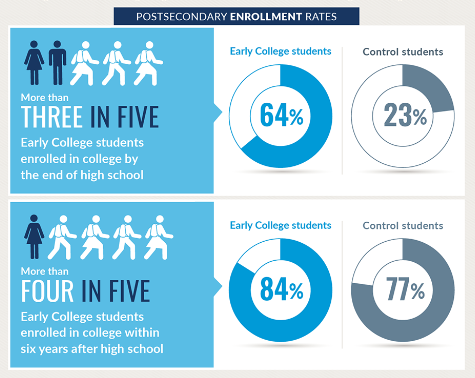 POSTSECONDARY ENROLLMENT RATES
More than
THREE IN FIVE
Early College students
enrolled in college by
the end of high school
Early College students
64%
Control students
23%
More than
FOUR IN FIVE
Early College students
enrolled in college within
six years after high school
Early College students
84%
Control students
77%